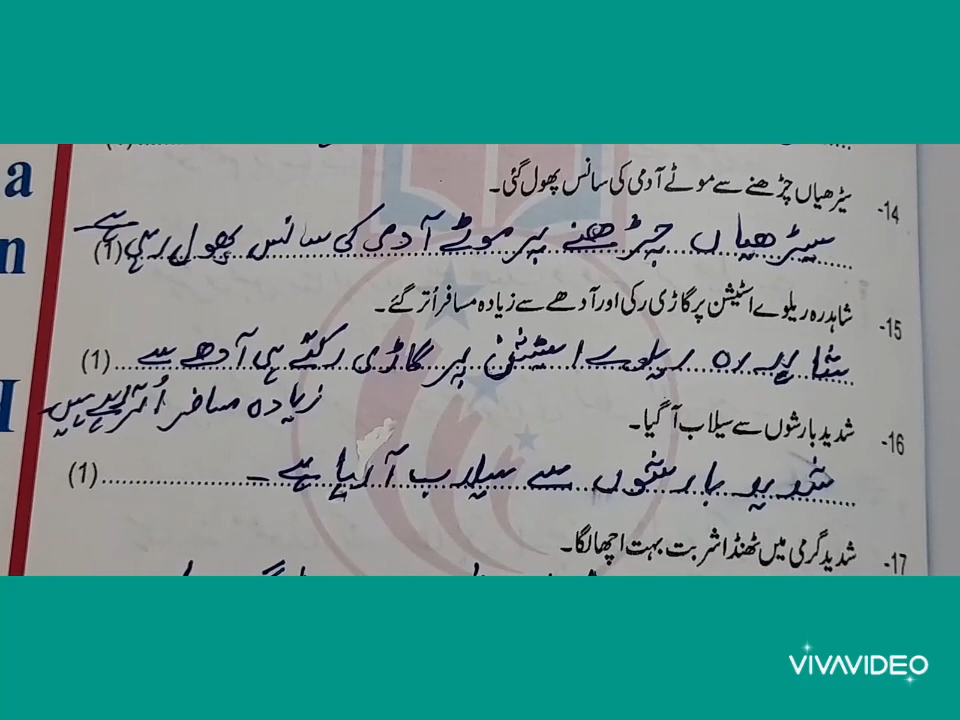 a
n
14- سیڑھیاں چڑھنے سے موٹے آدمی کی سانس پھول گئی۔
سیڑھیاں چڑھنے پر موٹے آدمی کی سانس پھول رہی ہے (1)
15- شاہدرہ ریلوے اسٹیشن پر گاڑی رکی اور آدھے سے زیادہ مسافر اُتر گئے۔
شاہدرہ ریلوے اسٹیشن پر گاڑی رکتے ہی آدھے سے (1)
زیادہ مسافر اُتر رہے ہیں
16- شدید بارشوں سے سیلاب آ گیا۔
شدید بارشوں سے سیلاب آ رہا ہے۔ (1)
17- شدید گرمی میں ٹھنڈا شربت بہت اچھا لگا۔
VIVAVIDEO